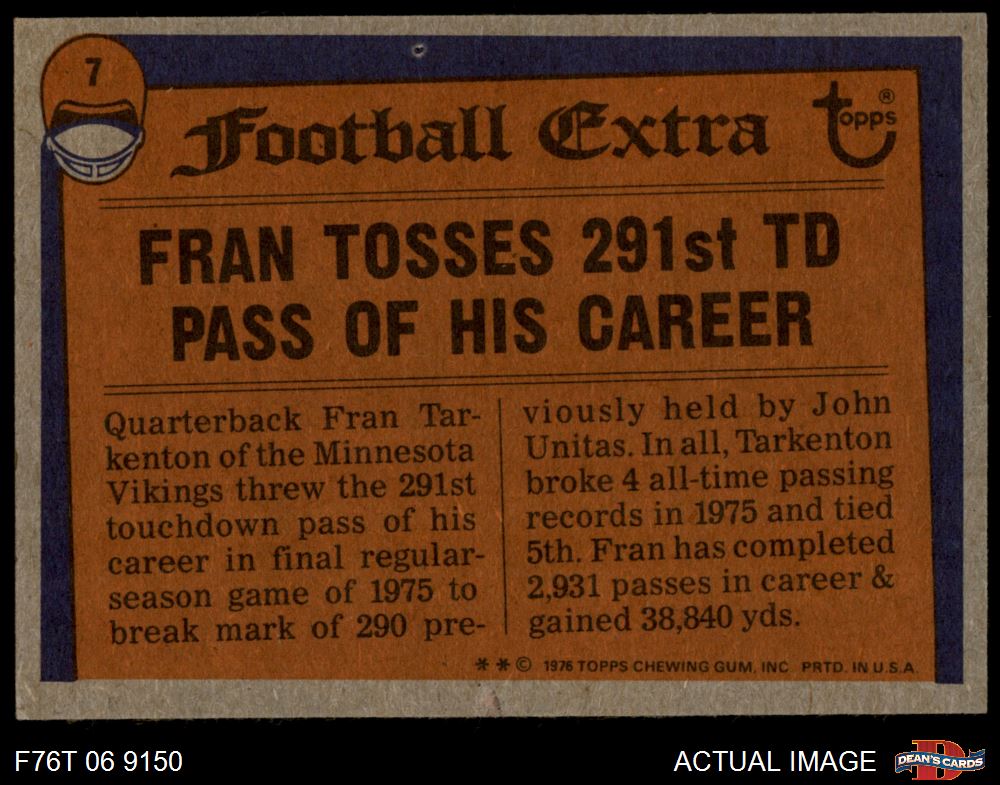 7
Football Extra
topps ®
FRAN TOSSES 291st TD
PASS OF HIS CAREER
Quarterback Fran Tar-
kenton of the Minnesota
Vikings threw the 291st
touchdown pass of his
career in final regular-
season game of 1975 to
break mark of 290 pre-
viously held by John
Unitas. In all, Tarkenton
broke 4 all-time passing
records in 1975 and tied
5th. Fran has completed
2,931 passes in career &
gained 38,840 yds.
* * © 1976 TOPPS CHEWING GUM, INC PRTD. IN U.S.A.
F76T 06 9150
ACTUAL IMAGE
D
DEAN'S CARDS